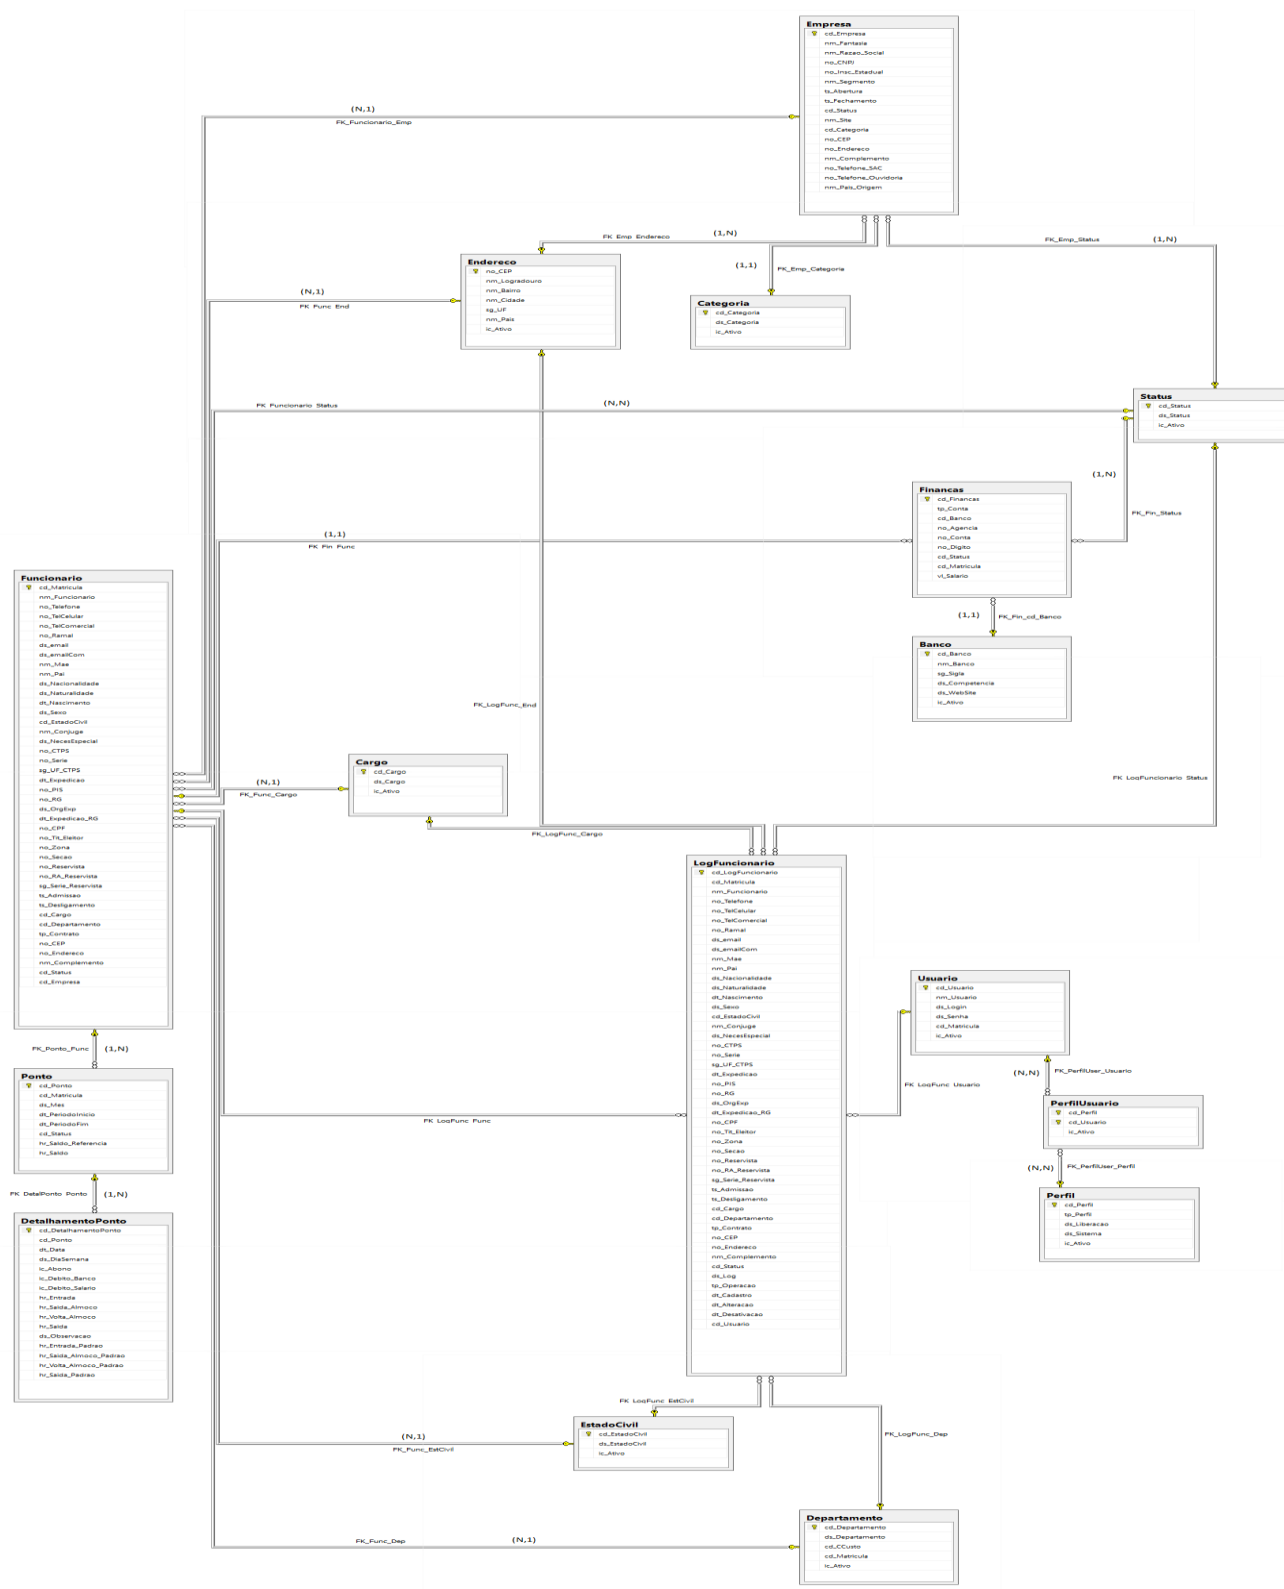 Empresa
cd_Empresa
nm_Fantasia
nm_Razao_Social
no_CNPJ
no_Insc_Estadual
nm_Segmento
ts_Abertura
ts_Fechamento
cd_Status
nm_Site
cd_Categoria
no_CEP
no_Endereco
nm_Complemento
no_Telefone_SAC
no_Telefone_Ouvidoria
nm_Pais_Origem
(N,1)
FK_Funcionario_Emp
FK_Emp_Endereco
(1,N)
FK_Emp_Status
(1,N)
(1,1)
FK_Emp_Categoria
Endereco
no_CEP
nm_Logradouro
nm_Bairro
nm_Cidade
sg_UF
nm_Pais
ic_Ativo
(N,1)
FK_Func_End
Categoria
cd_Categoria
ds_Categoria
ic_Ativo
FK_Funcionario_Status
(N,N)
Status
cd_Status
ds_Status
ic_Ativo
(1,N)
FK_Fin_Status
Financas
cd_Financas
tp_Conta
cd_Banco
no_Agencia
no_Conta
no_Digito
cd_Status
cd_Matricula
vl_Salario
(1,1)
FK_Fin_Func
(1,1)
FK_Fin_cd_Banco
Banco
cd_Banco
nm_Banco
sg_Sigla
ds_Competencia
ds_WebSite
ic_Ativo
Funcionario
cd_Matricula
nm_Funcionario
no_Telefone
no_TelCelular
no_TelComercial
no_Ramal
ds_email
ds_emailCom
nm_Mae
nm_Pai
ds_Nacionalidade
ds_Naturalidade
dt_Nascimento
ds_Sexo
cd_EstadoCivil
nm_Conjuge
ds_NecesEspecial
no_CTPS
no_Serie
sg_UF_CTPS
dt_Expedicao
no_PIS
no_RG
ds_OrgExp
dt_Expedicao_RG
no_CPF
no_Tit_Eleitor
no_Zona
no_Secao
no_Reservista
no_RA_Reservista
sg_Serie_Reservista
ts_Admissao
ts_Desligamento
cd_Cargo
cd_Departamento
tp_Contrato
no_CEP
no_Endereco
nm_Complemento
cd_Status
cd_Empresa
FK_LogFunc_End
FK_LogFuncionario_Status
Cargo
cd_Cargo
ds_Cargo
ic_Ativo
(N,1)
FK_Func_Cargo
FK_LogFunc_Cargo
LogFuncionario
cd_LogFuncionario
cd_Matricula
nm_Funcionario
no_Telefone
no_TelCelular
no_TelComercial
no_Ramal
ds_email
ds_emailCom
nm_Mae
nm_Pai
ds_Nacionalidade
ds_Naturalidade
dt_Nascimento
ds_Sexo
cd_EstadoCivil
nm_Conjuge
ds_NecesEspecial
no_CTPS
no_Serie
sg_UF_CTPS
dt_Expedicao
no_PIS
no_RG
ds_OrgExp
dt_Expedicao_RG
no_CPF
no_Tit_Eleitor
no_Zona
no_Secao
no_Reservista
no_RA_Reservista
sg_Serie_Reservista
ts_Admissao
ts_Desligamento
cd_Cargo
cd_Departamento
tp_Contrato
no_CEP
no_Endereco
nm_Complemento
cd_Status
ds_Log
tp_Operacao
dt_Cadastro
dt_Alteracao
dt_Desativacao
cd_Usuario
Usuario
cd_Usuario
nm_Usuario
ds_Login
ds_Senha
cd_Matricula
ic_Ativo
FK_LogFunc_Usuario
(N,N)
FK_PerfilUser_Usuario
PerfilUsuario
cd_Perfil
cd_Usuario
ic_Ativo
(N,N)
FK_PerfilUser_Perfil
Perfil
cd_Perfil
tp_Perfil
ds_Liberacao
ds_Sistema
ic_Ativo
FK_Ponto_Func
(1,N)
Ponto
cd_Ponto
cd_Matricula
ds_Mes
dt_PeriodoInicio
dt_PeriodoFim
cd_Status
hr_Saldo_Referencia
hr_Saldo
FK_LogFunc_Func
FK_DetalPonto_Ponto
(1,N)
DetalhamentoPonto
cd_DetalhamentoPonto
cd_Ponto
dt_Data
ds_DiaSemana
ic_Abono
ic_Debito_Banco
ic_Debito_Salario
hr_Entrada
hr_Saida_Almoco
hr_Volta_Almoco
hr_Saida
ds_Observacao
hr_Entrada_Padrao
hr_Saida_Almoco_Padrao
hr_Volta_Almoco_Padrao
hr_Saida_Padrao
FK_LogFunc_EstCivil
EstadoCivil
cd_EstadoCivil
ds_EstadoCivil
ic_Ativo
(N,1)
FK_Func_EstCivil
FK_LogFunc_Dep
Departamento
cd_Departamento
ds_Departamento
cd_CCusto
cd_Matricula
ic_Ativo
FK_Func_Dep
(N,1)